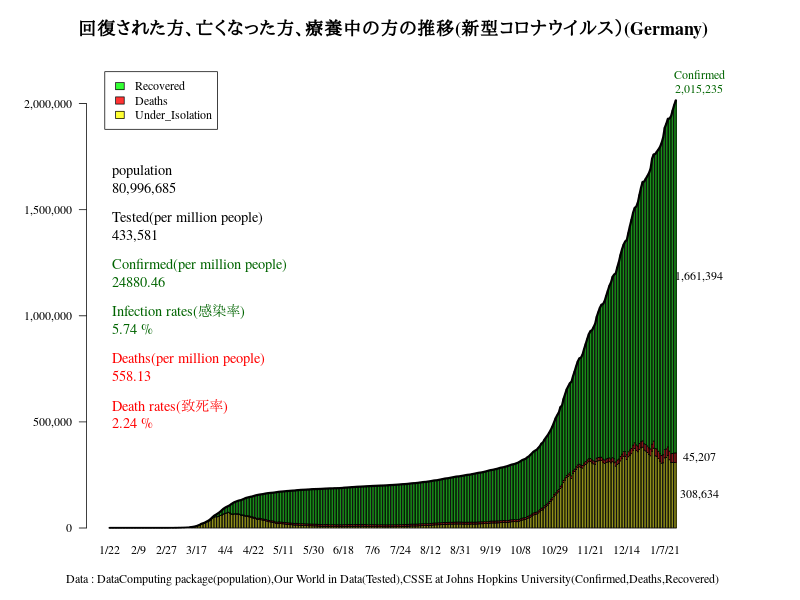 回復された方、亡くなった方、療養中の方の推移(新型コロナウイルス）(Germany)
Confirmed
2,015,235
Recovered
Deaths
Under_Isolation
2,000,000
1,500,000
1,000,000
500,000
0
population
80,996,685
Tested(per million people)
433,581
Confirmed(per million people)
24880.46
Infection rates(感染率)
5.74 %
Deaths(per million people)
558.13
Death rates(致死率)
2.24 %
1,661,394
45,207
308,634
1/22 2/9 2/27 3/17 4/4 4/22 5/11 5/30 6/18 7/6 7/24 8/12 8/31 9/19 10/8 10/29 11/21 12/14 1/7/21
Data : DataComputing package(population),Our World in Data(Tested),CSSE at Johns Hopkins University(Confirmed,Deaths,Recovered)